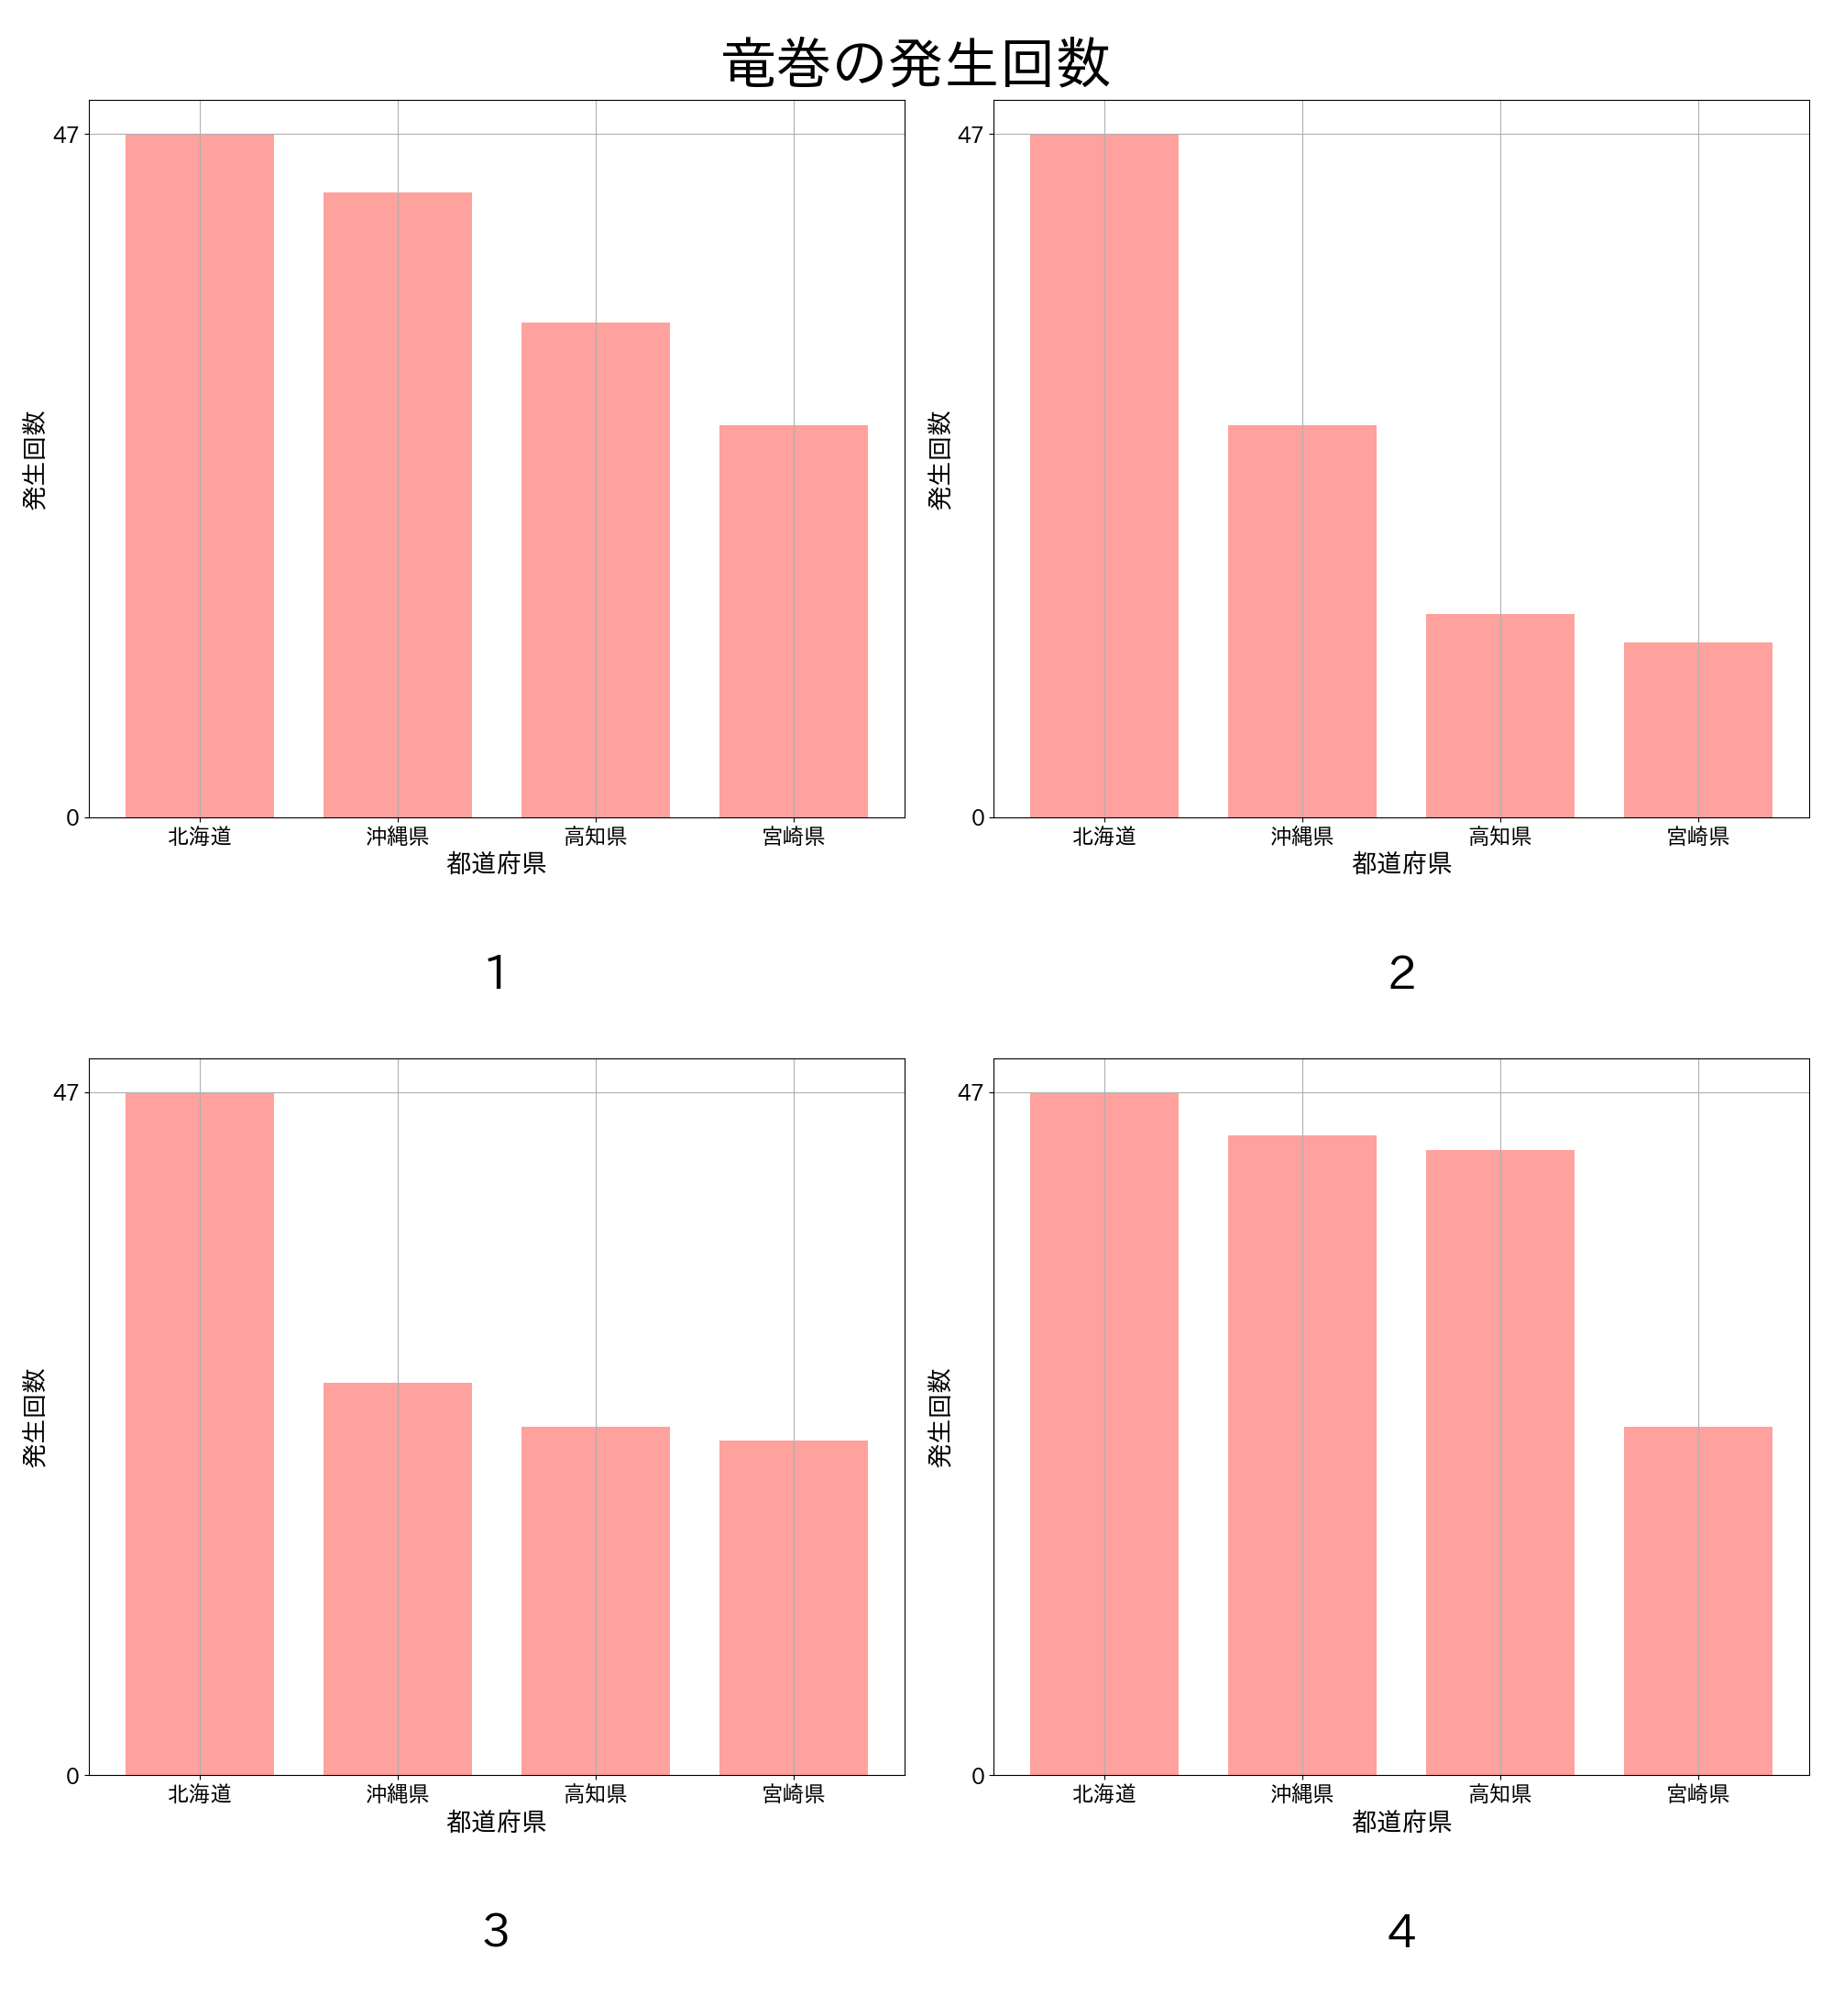 竜巻の発生回数
47
0
発生回数
北海道 沖縄県 高知県 宮崎県
都道府県
1
47
0
発生回数
北海道 沖縄県 高知県 宮崎県
都道府県
2
47
0
発生回数
北海道 沖縄県 高知県 宮崎県
都道府県
3
47
0
発生回数
北海道 沖縄県 高知県 宮崎県
都道府県
4